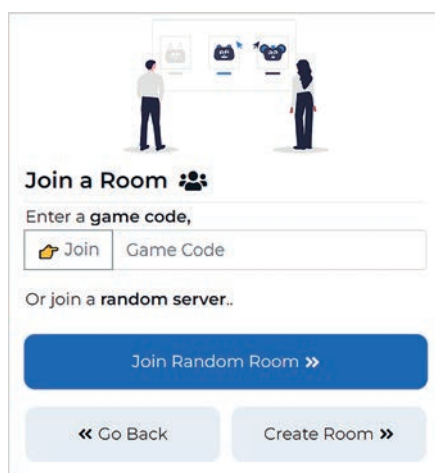 Join a Room
Enter a game code,
Join Game Code
Or join a random server..
Join Random Room »
« Go Back Create Room »